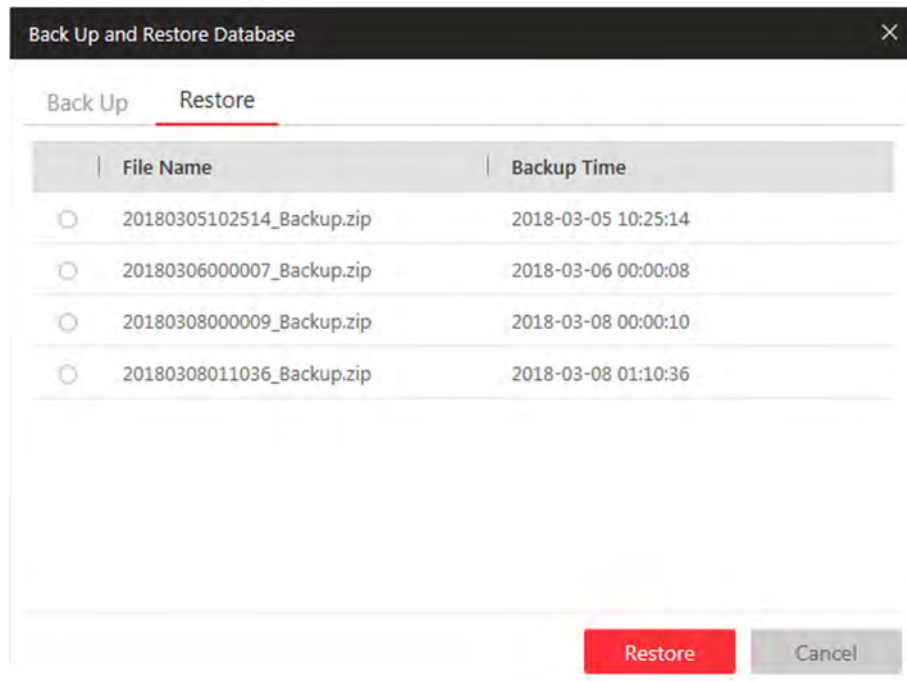 Back Up and Restore Database
Back Up Restore
File Name Backup Time
20180305102514_Backup.zip 2018-03-05 10:25:14
20180306000007_Backup.zip 2018-03-06 00:00:08
20180308000009_Backup.zip 2018-03-08 00:00:10
20180308011036_Backup.zip 2018-03-08 01:10:36
Restore Cancel